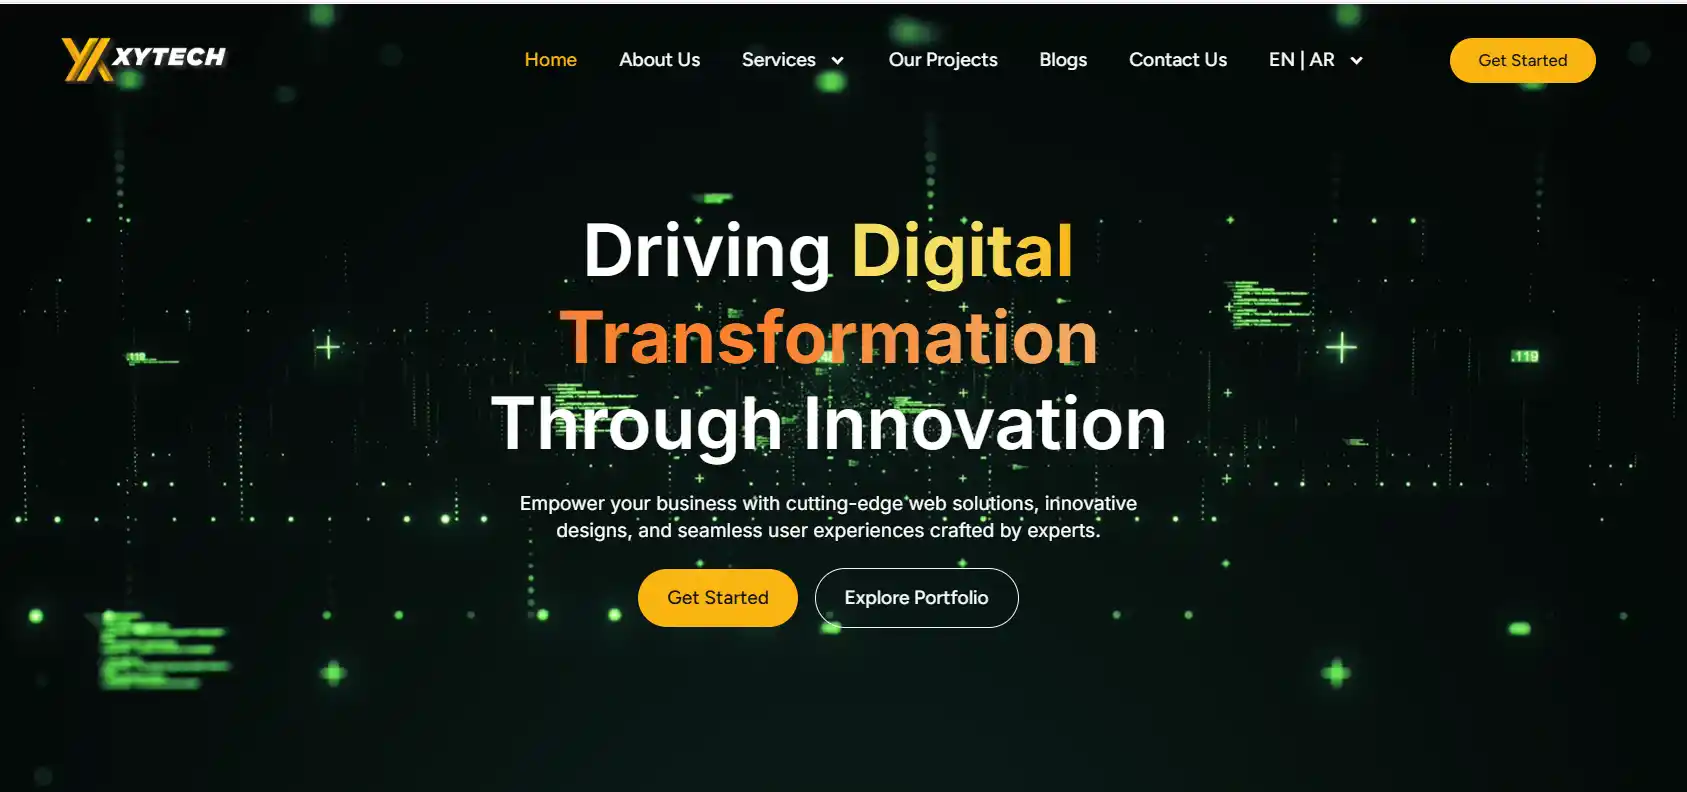 XYTECH
Home About Us Services Our Projects Blogs Contact Us EN | AR Get Started
Driving Digital
Transformation
Through Innovation
Empower your business with cutting-edge web solutions, innovative
designs, and seamless user experiences crafted by experts.
Get Started Explore Portfolio
.119
.119